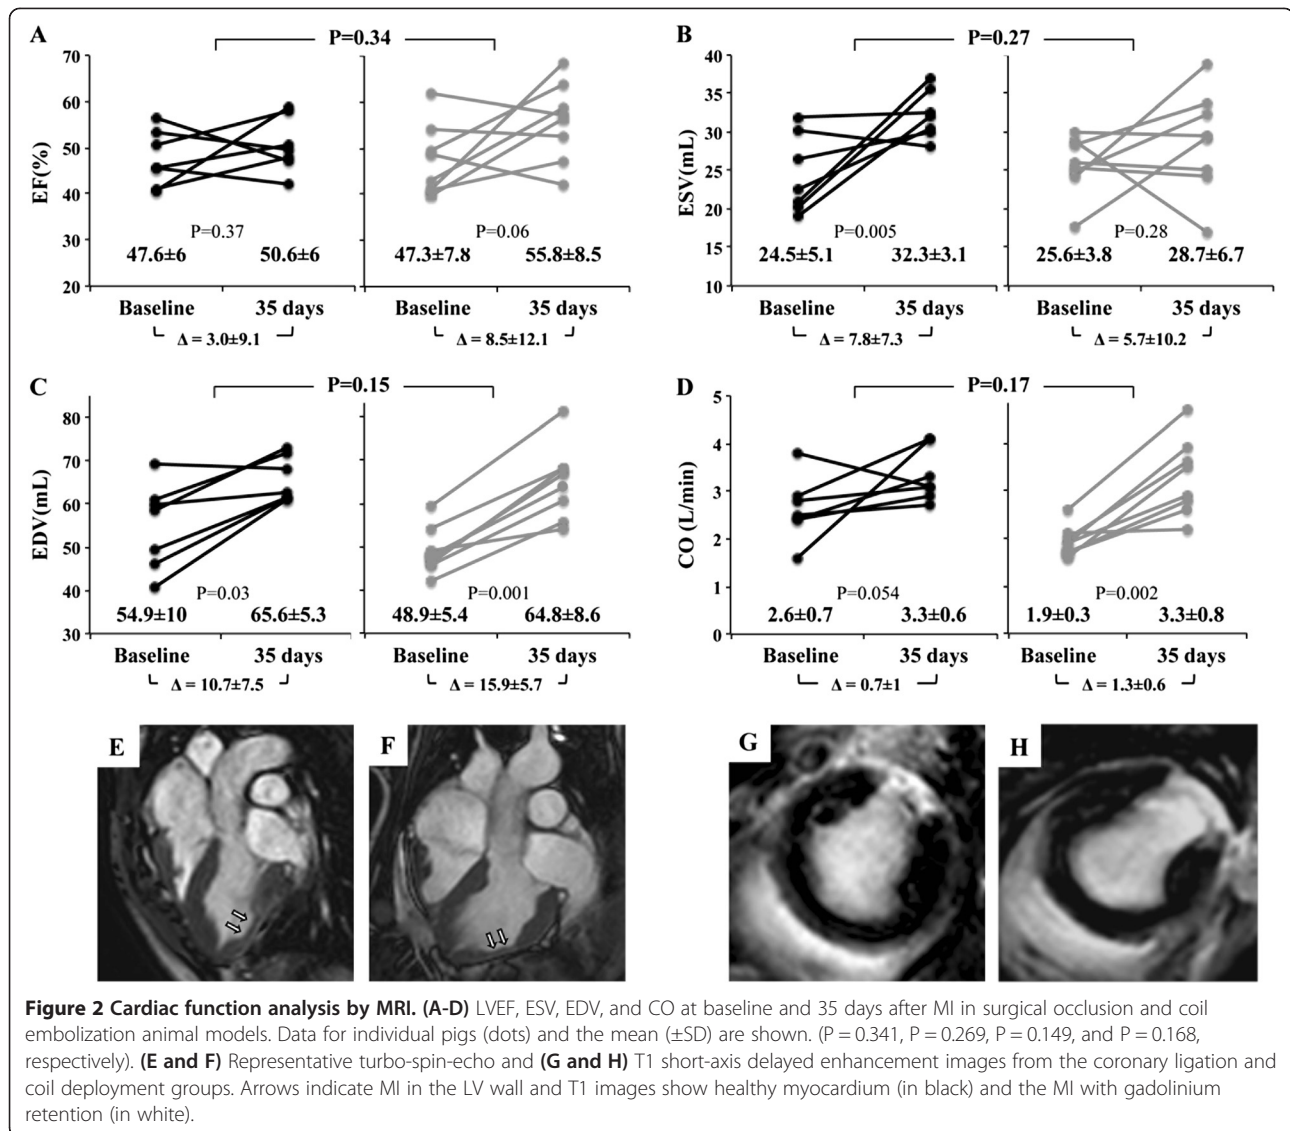 A
P=0.34
EF(%)
70
60
50
40
30
20
P=0.37
47.6±6
50.6±6
P=0.06
47.3±7.8
55.8±8.5
Baseline
35 days
Baseline
35 days
Δ = 3.0±9.1
Δ = 8.5±12.1
B
P=0.27
ESV(mL)
40
35
30
25
20
15
10
P=0.005
24.5±5.1
32.3±3.1
P=0.28
25.6±3.8
28.7±6.7
Baseline
35 days
Baseline
35 days
Δ = 7.8±7.3
Δ = 5.7±10.2
C
P=0.15
EDV(mL)
80
70
60
50
40
30
P=0.03
54.9±10
65.6±5.3
P=0.001
48.9±5.4
64.8±8.6
Baseline
35 days
Baseline
35 days
Δ = 10.7±7.5
Δ = 15.9±5.7
D
P=0.17
CO (L/min)
5
4
3
2
1
0
P=0.054
2.6±0.7
3.3±0.6
P=0.002
1.9±0.3
3.3±0.8
Baseline
35 days
Baseline
35 days
Δ = 0.7±1
Δ = 1.3±0.6
E
F
G
H
Figure 2 Cardiac function analysis by MRI. (A-D) LVEF, ESV, EDV, and CO at baseline and 35 days after MI in surgical occlusion and coil
embolization animal models. Data for individual pigs (dots) and the mean (±SD) are shown. (P = 0.341, P = 0.269, P = 0.149, and P = 0.168,
respectively). (E and F) Representative turbo-spin-echo and (G and H) T1 short-axis delayed enhancement images from the coronary ligation and
coil deployment groups. Arrows indicate MI in the LV wall and T1 images show healthy myocardium (in black) and the MI with gadolinium
retention (in white).